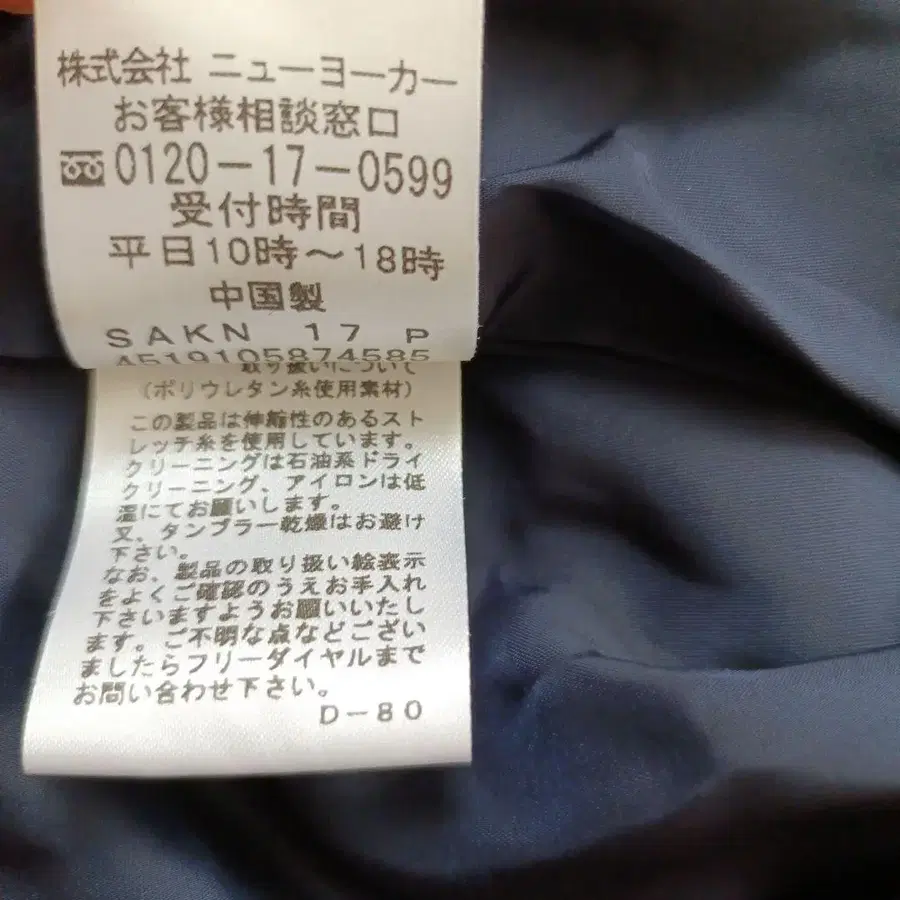 株式会社 ニューヨーカー
お客様相談窓口
0120-17-0599
受付時間
平日10時～18時
中国製
SAKN 17 P
4519105874585
取り扱いについて
(ポリウレタン糸使用素材)
この製品は伸縮性のあるスト
レッチ糸を使用しています。
クリーニングは石油系ドライ
クリーニング、アイロンは低
温にてお願いします。
又、タンブラー乾燥はお避け
下さい。
なお、製品の取り扱い絵表示
をよくご確認のうえお手入れ
下さいますようお願いいたし
ます。ご不明な点などござい
ましたらフリーダイヤルまで
お問い合わせ下さい。
D-80